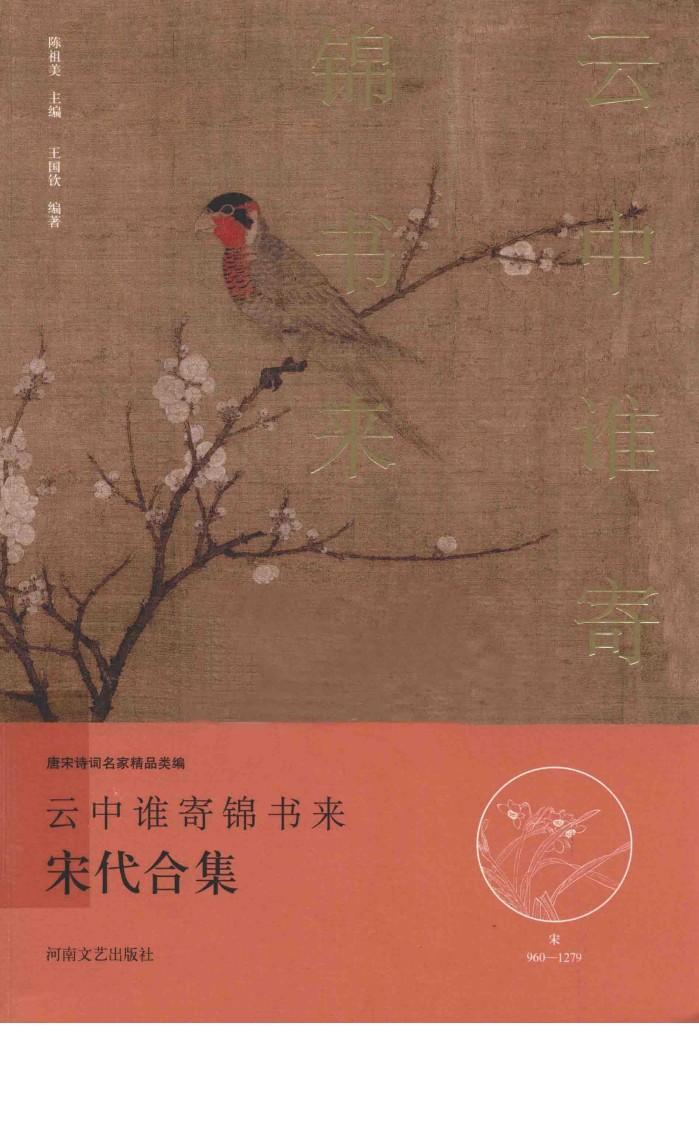 云中谁寄
锦书来
陈祖美 主编 王国钦 编著
唐宋诗词名家精品类编
云中谁寄锦书来
宋代合集
河南文艺出版社
宋
960—1279